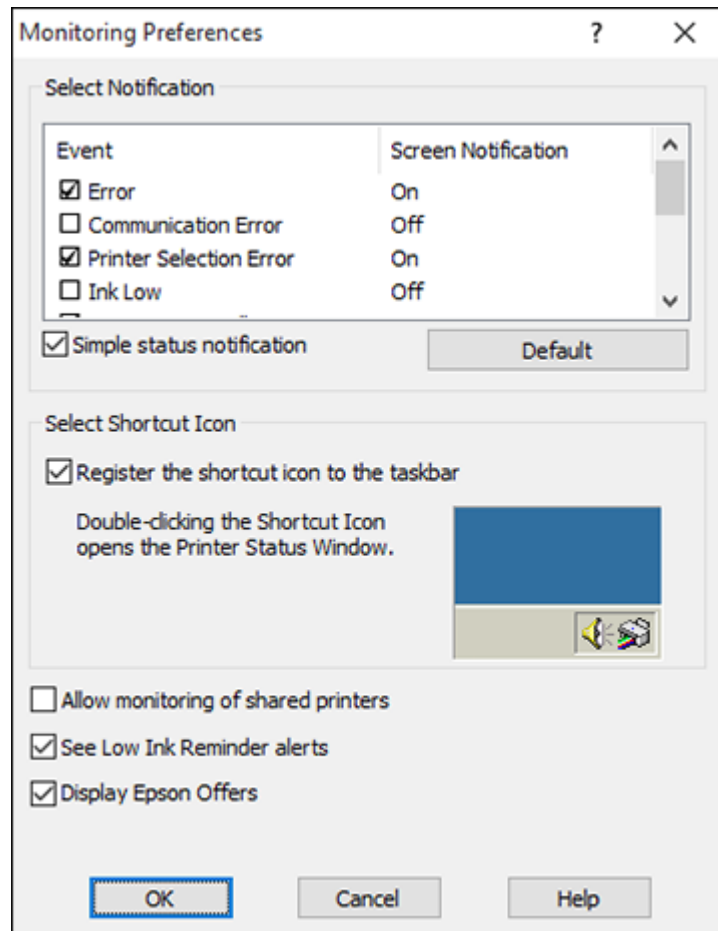 Monitoring Preferences ?
Select Notification
Event Screen Notification
Error On
Communication Error Off
Printer Selection Error On
Ink Low Off
Simple status notification Default
Select Shortcut Icon
Register the shortcut icon to the taskbar
Double-clicking the Shortcut Icon
opens the Printer Status Window.
Allow monitoring of shared printers
See Low Ink Reminder alerts
Display Epson Offers
OK Cancel Help